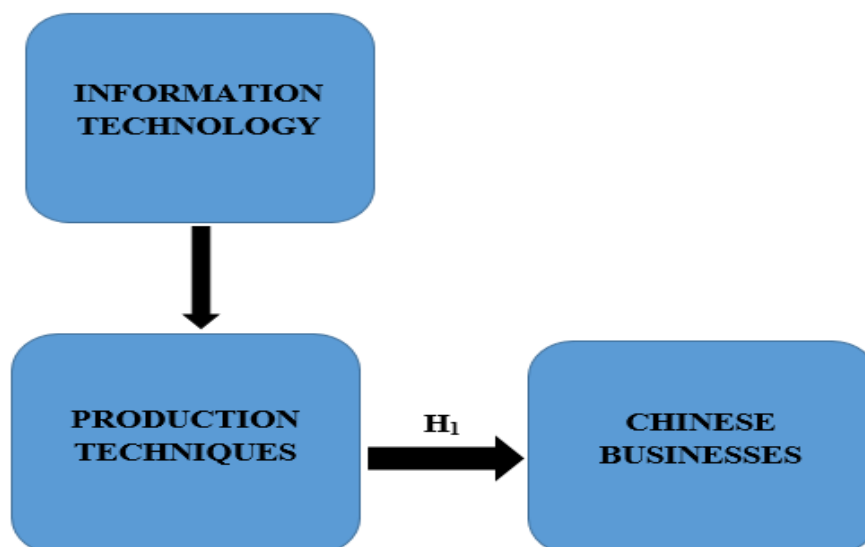 INFORMATION
TECHNOLOGY
PRODUCTION
TECHNIQUES
H₁
CHINESE
BUSINESSES